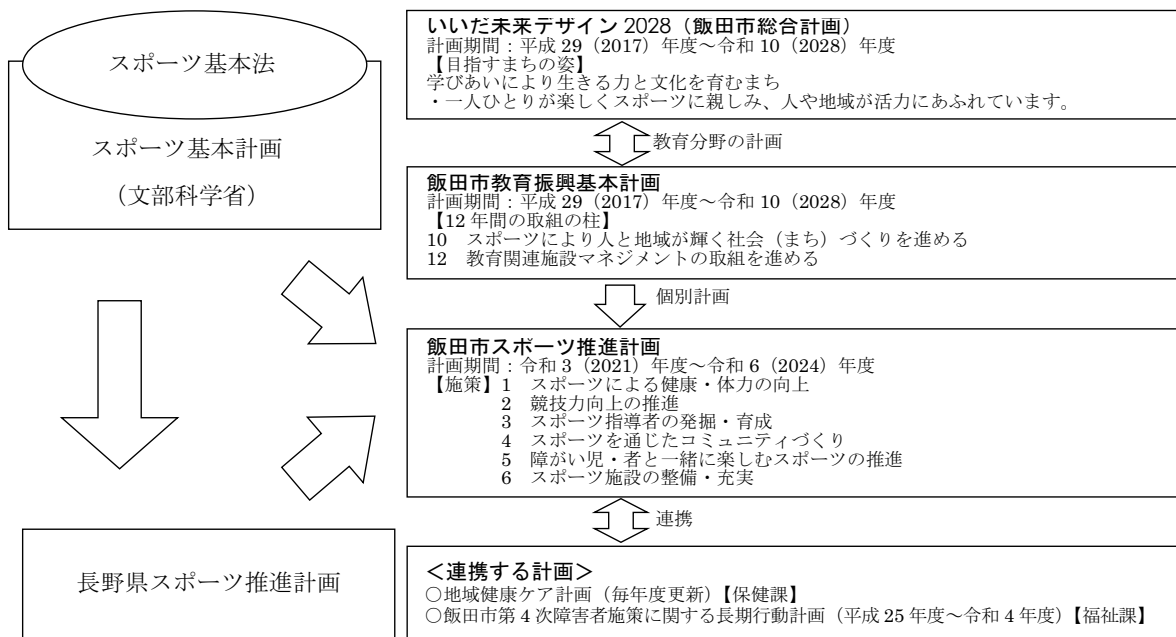 スポーツ基本法
スポーツ基本計画
（文部科学省）
長野県スポーツ推進計画
いいだ未来デザイン 2028（飯田市総合計画）
計画期間：平成 29（2017）年度～令和 10（2028）年度
【目指すまちの姿】
学びあいにより生きる力と文化を育むまち
・一人ひとりが楽しくスポーツに親しみ、人や地域が活力にあふれています。
教育分野の計画
飯田市教育振興基本計画
計画期間：平成 29（2017）年度～令和 10（2028）年度
【12 年間の取組の柱】
10　スポーツにより人と地域が輝く社会（まち）づくりを進める
12　教育関連施設マネジメントの取組を進める
個別計画
飯田市スポーツ推進計画
計画期間：令和 3（2021）年度～令和 6（2024）年度
【施策】1　スポーツによる健康・体力の向上
2　競技力向上の推進
3　スポーツ指導者の発掘・育成
4　スポーツを通じたコミュニティづくり
5　障がい児・者と一緒に楽しむスポーツの推進
6　スポーツ施設の整備・充実
連携
＜連携する計画＞
○地域健康ケア計画（毎年度更新）【保健課】
○飯田市第 4 次障害者施策に関する長期行動計画（平成 25 年度～令和 4 年度）【福祉課】